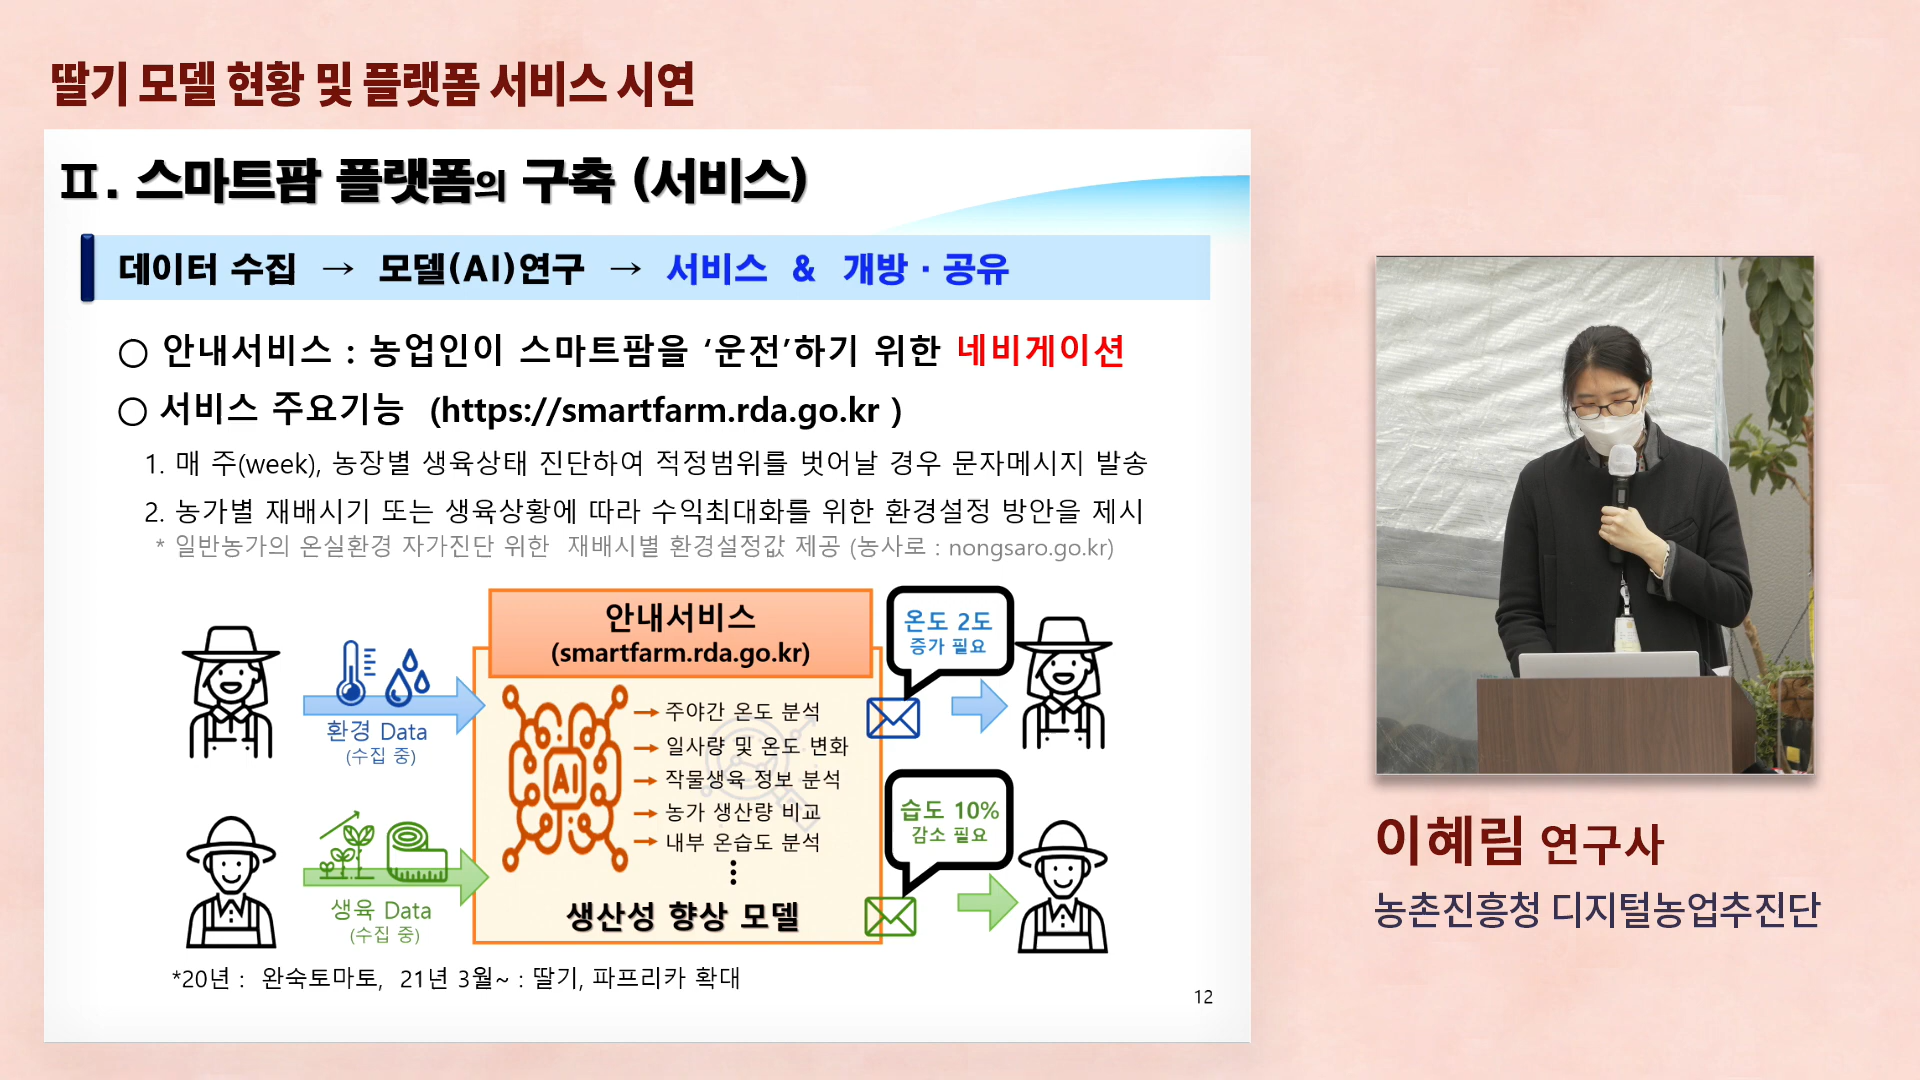 딸기 모델 현황 및 플랫폼 서비스 시연
Ⅱ. 스마트팜 플랫폼의 구축 (서비스)
데이터 수집 → 모델(AI)연구 → 서비스 & 개방·공유
○ 안내서비스 : 농업인이 스마트팜을 ‘운전’하기 위한 네비게이션
○ 서비스 주요기능 (https://smartfarm.rda.go.kr )
1. 매 주(week), 농장별 생육상태 진단하여 적정범위를 벗어날 경우 문자메시지 발송
2. 농가별 재배시기 또는 생육상황에 따라 수익최대화를 위한 환경설정 방안을 제시
* 일반농가의 온실환경 자가진단 위한 재배시별 환경설정값 제공 (농사로 : nongsaro.go.kr)
환경 Data
(수집 중)
생육 Data
(수집 중)
안내서비스
(smartfarm.rda.go.kr)
AI
→ 주야간 온도 분석
→ 일사량 및 온도 변화
→ 작물생육 정보 분석
→ 농가 생산량 비교
→ 내부 온습도 분석
⋮
생산성 향상 모델
온도 2도
증가 필요
습도 10%
감소 필요
*20년 : 완숙토마토, 21년 3월~ : 딸기, 파프리카 확대
12
이혜림 연구사
농촌진흥청 디지털농업추진단